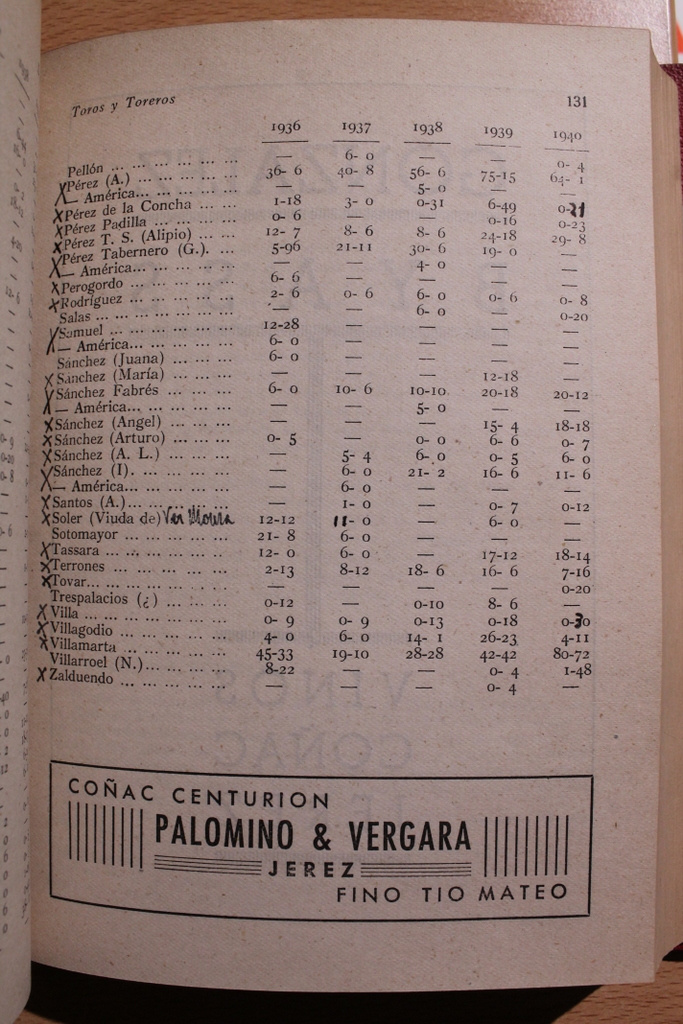 Toros y Toreros 131
1936 1937 1938 1939 1940
Pellón ... ... ... ... ... ... — 6- 0 — — 0- 4
X Pérez (A.) ... ... ... ... ... 36- 6 40- 8 56- 6 75-15 64- 1
— América... ... ... ... ... — — 5- 0 — —
X Pérez de la Concha ... ... 1-18 3- 0 0-31 6-49 0-21
X Pérez Padilla ... ... ... ... 0- 6 — — 0-16 0-23
X Pérez T. S. (Alipio) ... ... 12- 7 8- 6 8- 6 24-18 29- 8
X Pérez Tabernero (G.). ... 5-96 21-11 30- 6 19- 0 —
— América... ... ... ... ... — — 4- 0 — —
X Perogordo ... ... ... ... ... 6- 6 — — — —
X Rodríguez ... ... ... ... ... 2- 6 0- 6 6- 0 0- 6 0- 8
Salas ... ... ... ... ... ... — — 6- 0 — 0-20
X Samuel ... ... ... ... ... ... 12-28 — — — —
— América... ... ... ... ... 6- 0 — — — —
Sánchez (Juana) ... ... ... 6- 0 — — — —
X Sánchez (María) ... ... ... — — — 12-18 —
X Sánchez Fabrés ... ... ... 6- 0 10- 6 10-10 20-18 20-12
— América... ... ... ... ... — — 5- 0 — —
X Sánchez (Angel) ... ... ... — — — 15- 4 18-18
X Sánchez (Arturo) ... ... ... 0- 5 — 0- 0 6- 6 0- 7
X Sánchez (A. L.) ... ... ... — 5- 4 6- 0 0- 5 6- 0
X Sánchez (I). ... ... ... ... — 6- 0 21- 2 16- 6 11- 6
— América... ... ... ... ... — 6- 0 — — —
X Santos (A.)... ... ... ... ... — 1- 0 — 0- 7 0-12
X Soler (Viuda de) Ver Moura 12-12 11- 0 — 6- 0 —
Sotomayor ... ... ... ... ... 21- 8 6- 0 — — —
X Tassara ... ... ... ... ... ... 12- 0 6- 0 — 17-12 18-14
X Terrones ... ... ... ... ... 2-13 8-12 18- 6 16- 6 7-16
X Tovar... ... ... ... ... ... — — — — 0-20
Trespalacios (¿) ... ... ... 0-12 — 0-10 8- 6 —
X Villa ... ... ... ... ... ... 0- 9 0- 9 0-13 0-18 0-30
X Villagodio ... ... ... ... ... 4- 0 6- 0 14- 1 26-23 4-11
X Villamarta ... ... ... ... ... 45-33 19-10 28-28 42-42 80-72
Villarroel (N.)... ... ... ... 8-22 — — 0- 4 1-48
X Zalduendo ... ... ... ... ... — — — 0- 4 —
COÑAC CENTURION
PALOMINO & VERGARA
JEREZ
FINO TIO MATEO